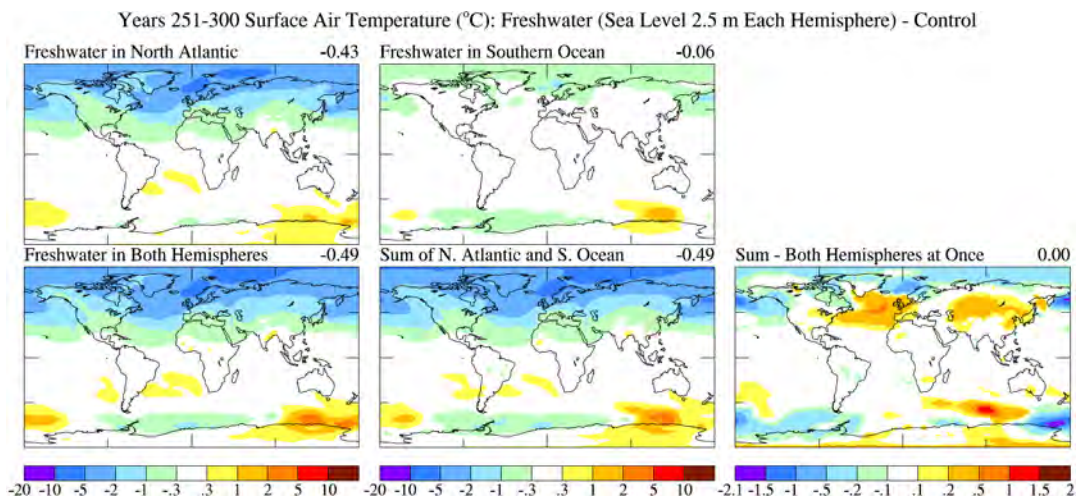 Years 251-300 Surface Air Temperature (°C): Freshwater (Sea Level 2.5 m Each Hemisphere) - Control
Freshwater in North Atlantic -0.43
Freshwater in Southern Ocean -0.06
Freshwater in Both Hemispheres -0.49
Sum of N. Atlantic and S. Ocean -0.49
Sum - Both Hemispheres at Once 0.00
-20 -10 -5 -2 -1 -.3 .3 1 2 5 10
-20 -10 -5 -2 -1 -.3 .3 1 2 5 10
-2.1 -1.5 -1 -.5 -.2 -.1 .1 .2 .5 1 1.5 2